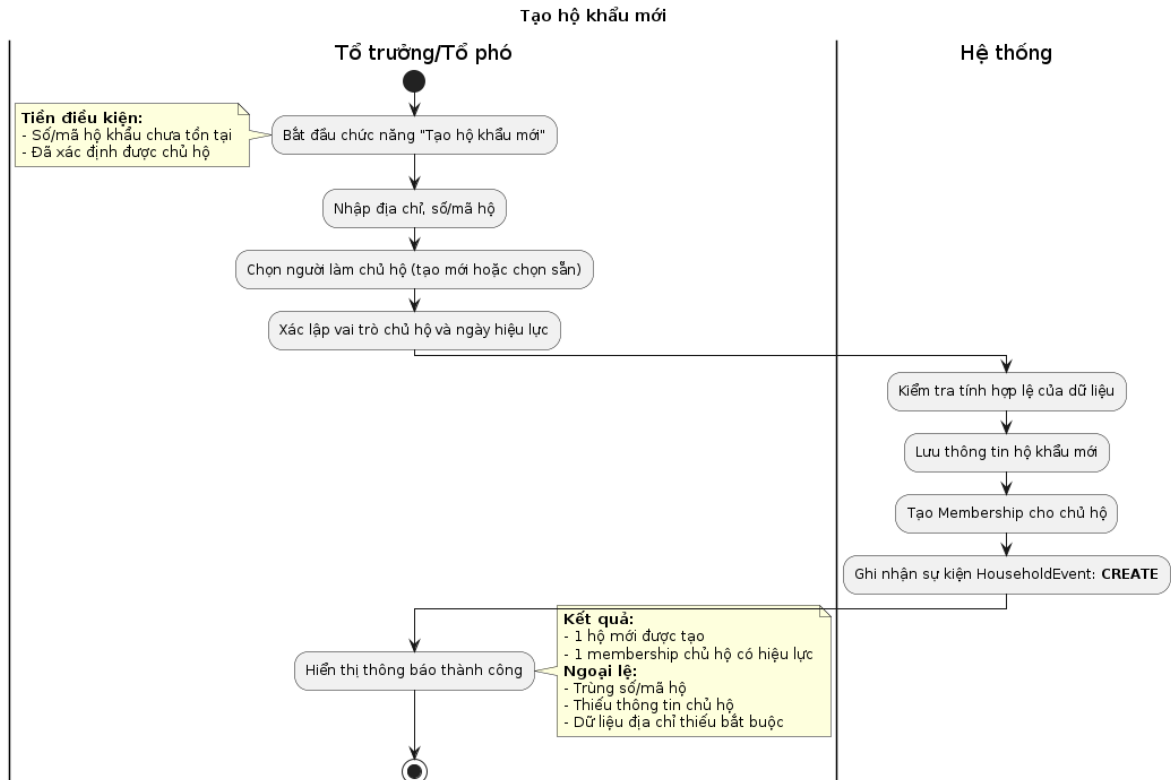 Tạo hộ khẩu mới
Tổ trưởng/Tổ phó
Hệ thống
Tiền điều kiện:
- Số/mã hộ khẩu chưa tồn tại
- Đã xác định được chủ hộ
Bắt đầu chức năng "Tạo hộ khẩu mới"
Nhập địa chỉ, số/mã hộ
Chọn người làm chủ hộ (tạo mới hoặc chọn sẵn)
Xác lập vai trò chủ hộ và ngày hiệu lực
Kiểm tra tính hợp lệ của dữ liệu
Lưu thông tin hộ khẩu mới
Tạo Membership cho chủ hộ
Ghi nhận sự kiện HouseholdEvent: CREATE
Hiển thị thông báo thành công
Kết quả:
- 1 hộ mới được tạo
- 1 membership chủ hộ có hiệu lực
Ngoại lệ:
- Trùng số/mã hộ
- Thiếu thông tin chủ hộ
- Dữ liệu địa chỉ thiếu bắt buộc